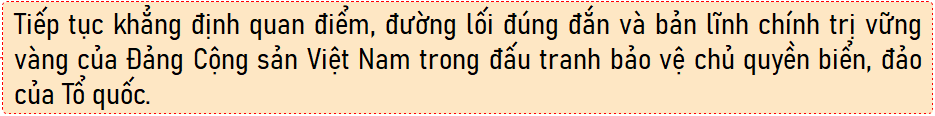 Tiếp tục khẳng định quan điểm, đường lối đúng đắn và bản lĩnh chính trị vững
vàng của Đảng Cộng sản Việt Nam trong đấu tranh bảo vệ chủ quyền biển, đảo
của Tổ quốc.